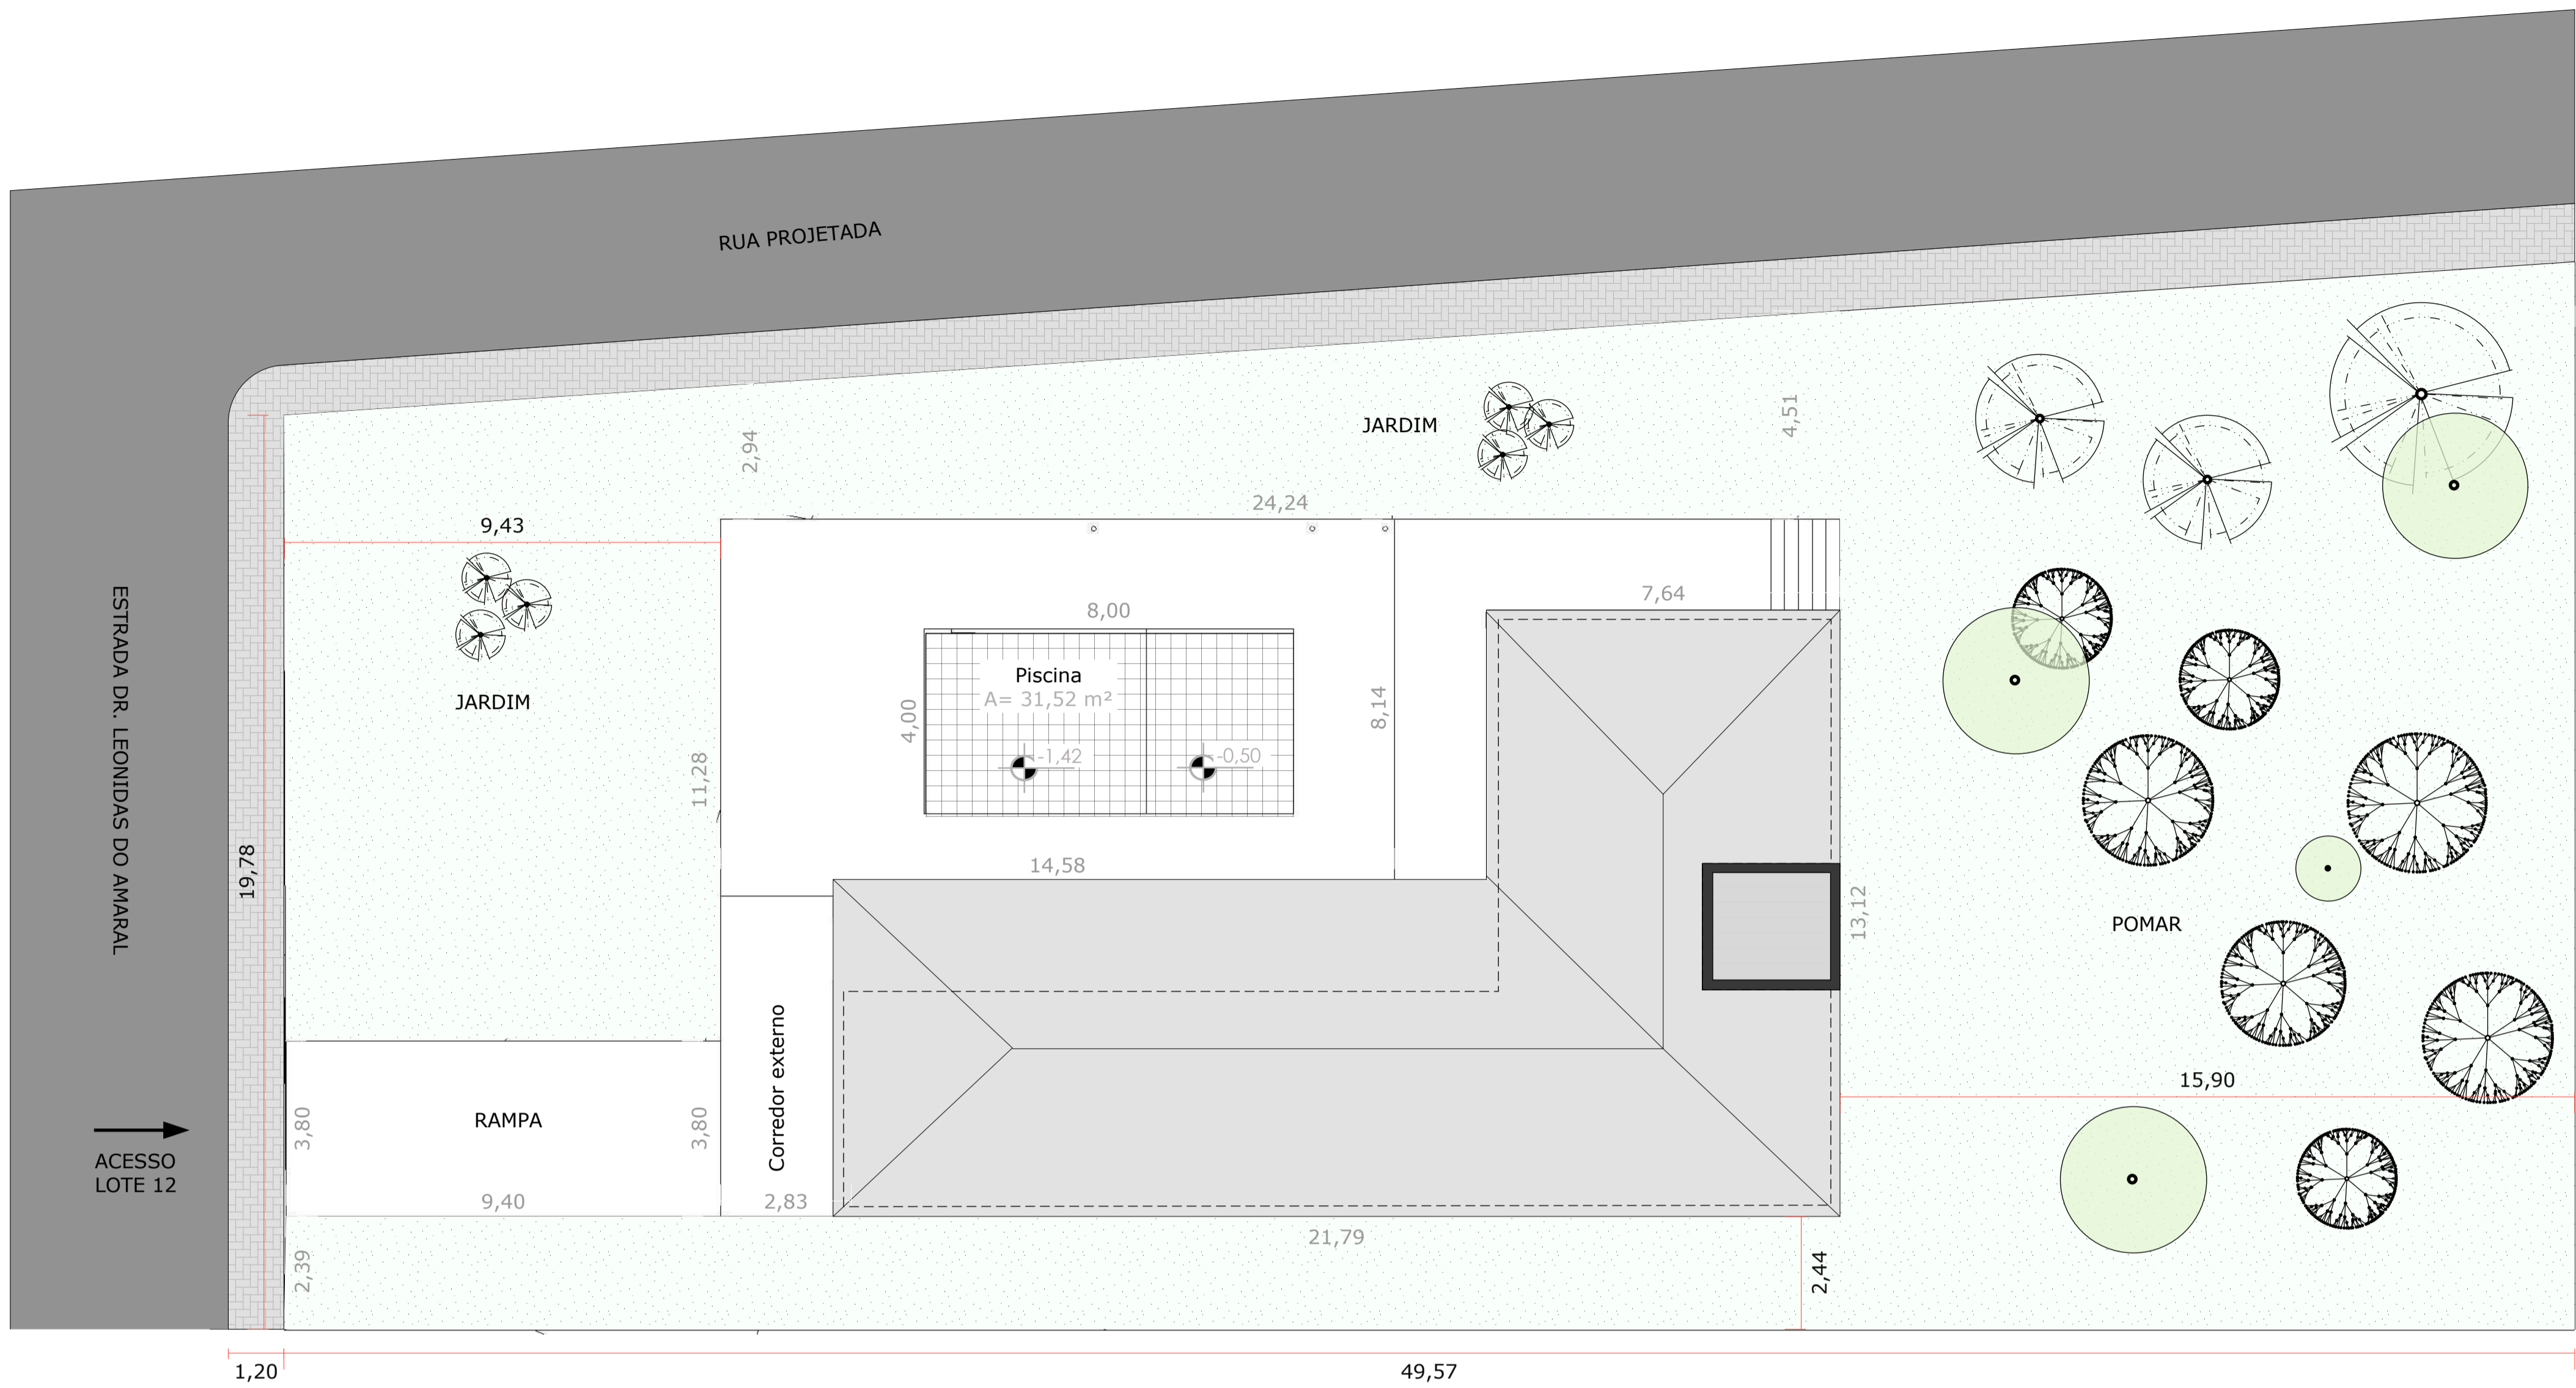 RUA PROJETADA
JARDIM
4,51
2,94
24,24
9,43
7,64
8,00
Piscina
A= 31,52 m²
JARDIM
ESTRADA DR. LEONIDAS DO AMARAL
4,00
8,14
-1,42
-0,50
11,28
19,78
14,58
13,12
POMAR
Corredor externo
15,90
RAMPA
3,80
3,80
ACESSO
LOTE 12
9,40
2,83
21,79
2,39
2,44
1,20
49,57